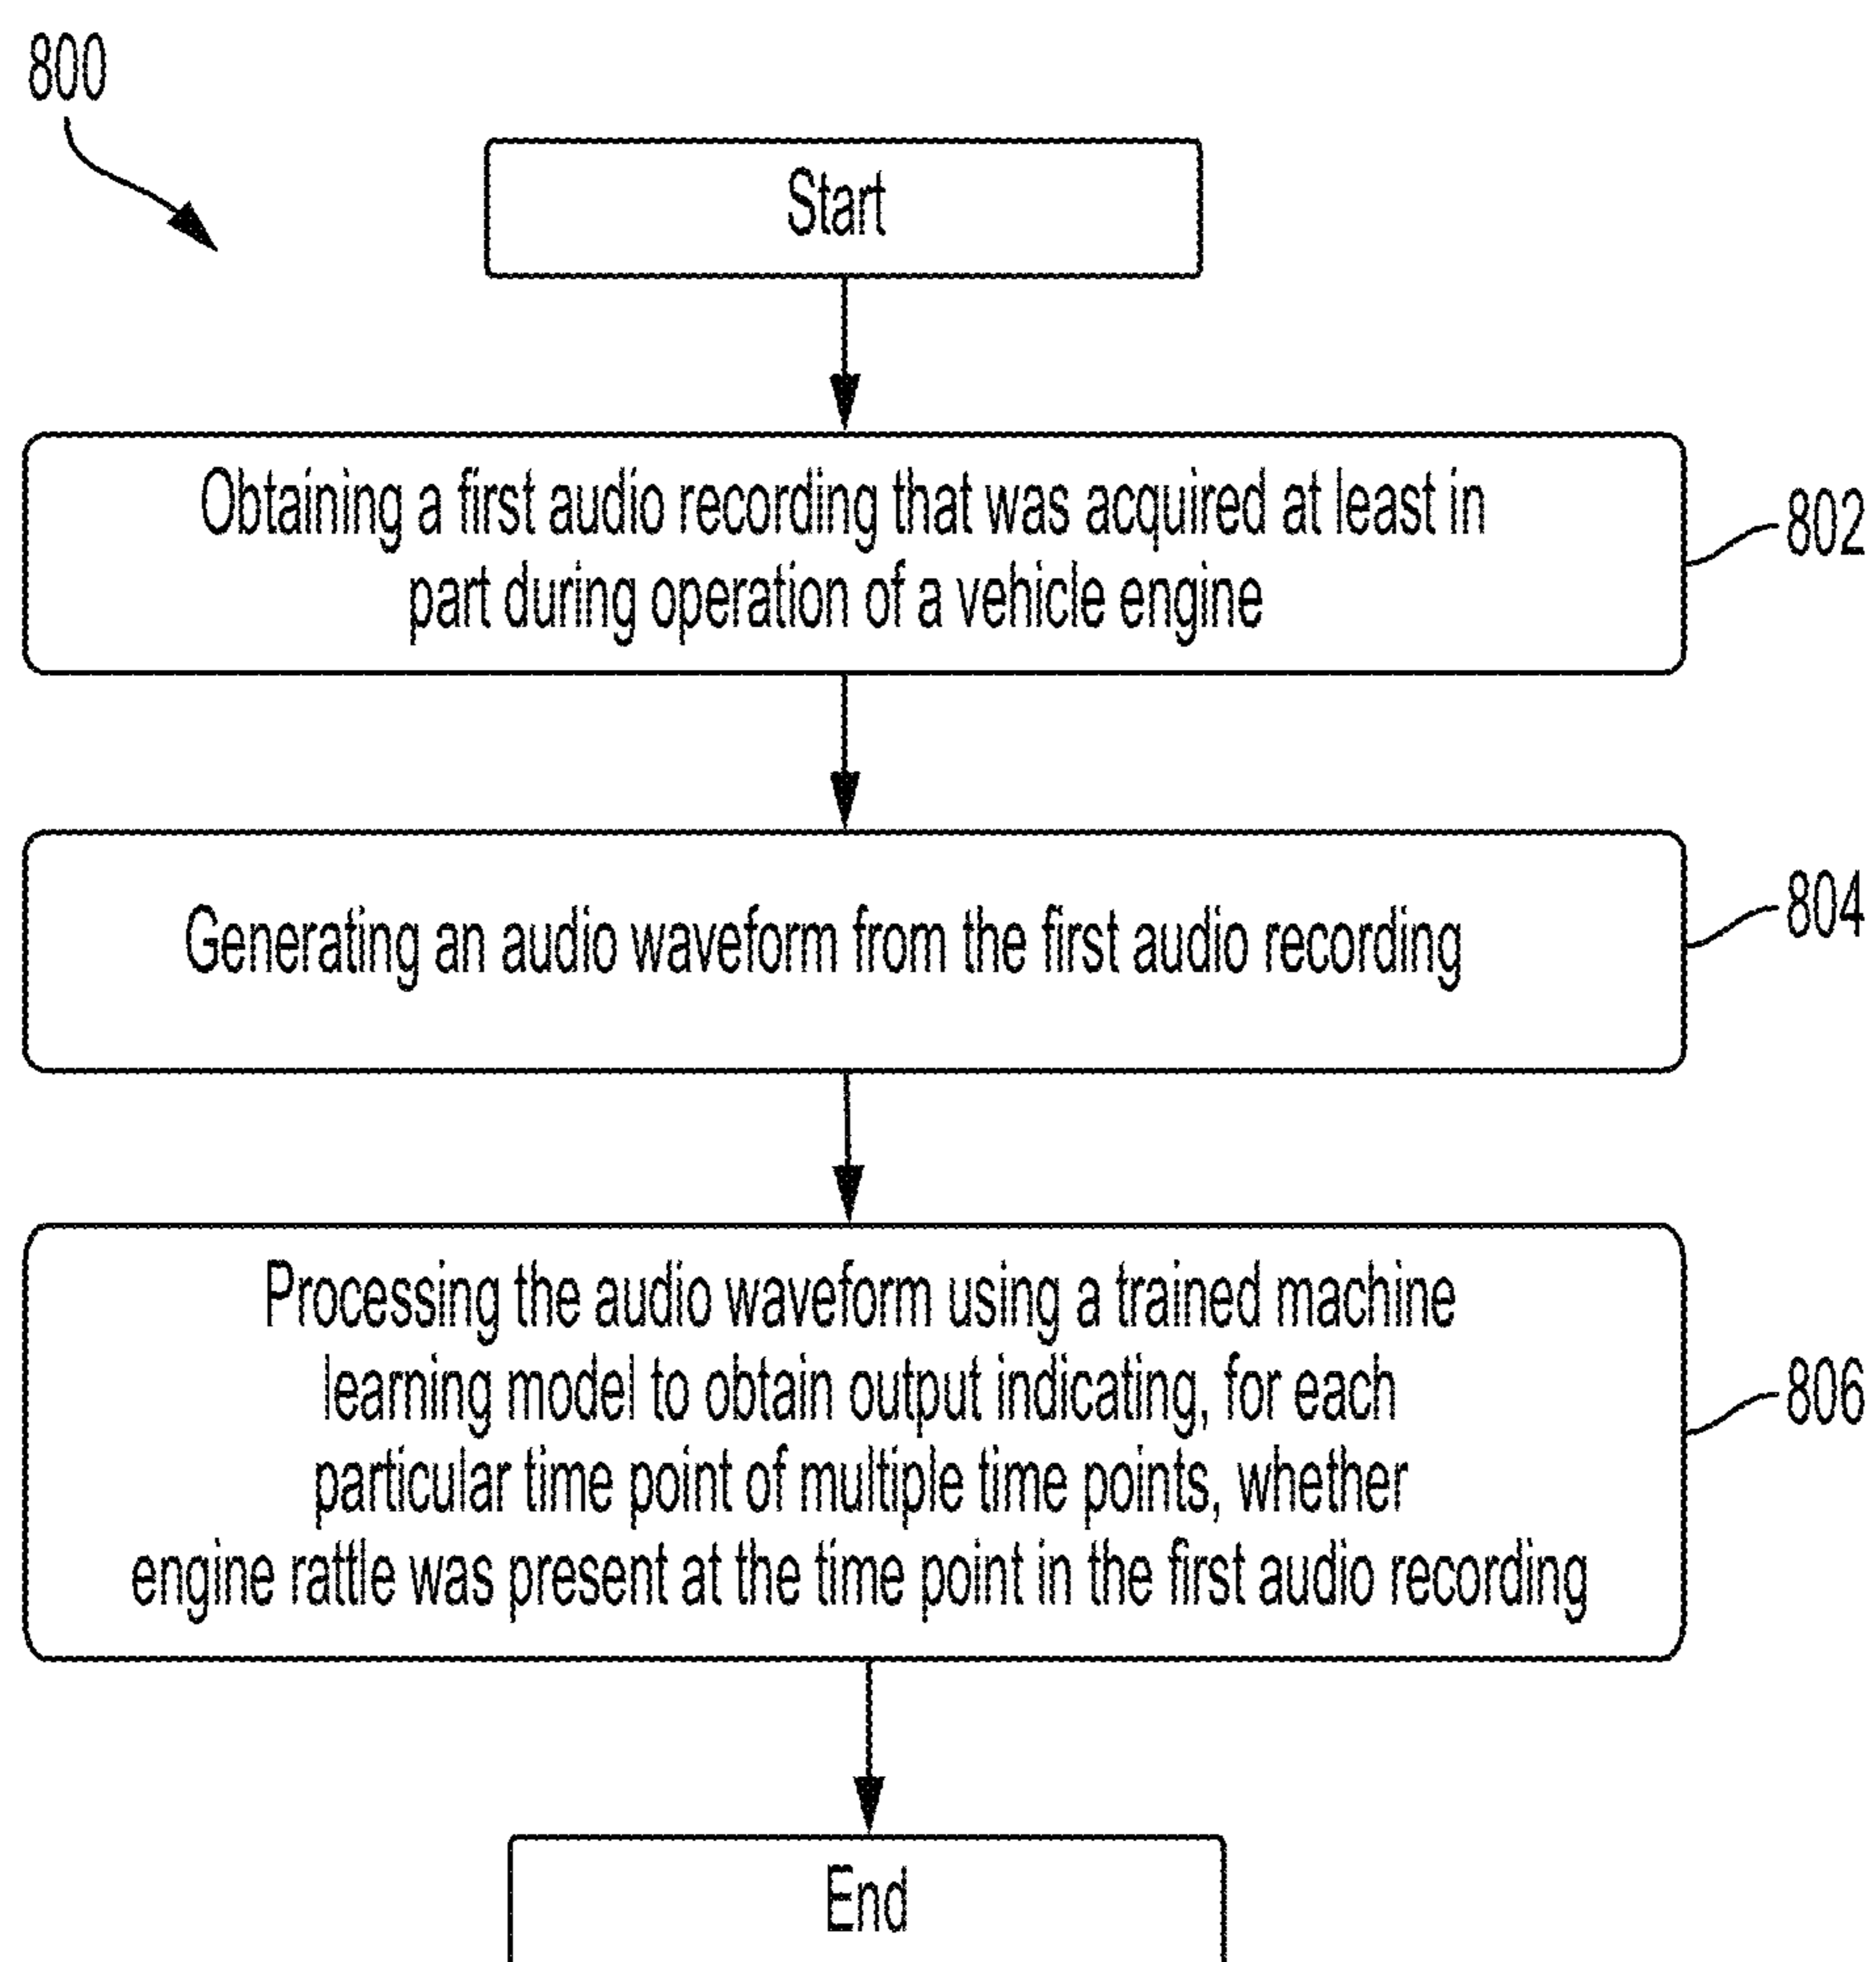 800
Start
Obtaining a first audio recording that was acquired at least in
part during operation of a vehicle engine
802
Generating an audio waveform from the first audio recording
804
Processing the audio waveform using a trained machine
learning model to obtain output indicating, for each
particular time point of multiple time points, whether
engine rattle was present at the time point in the first audio recording
806
End